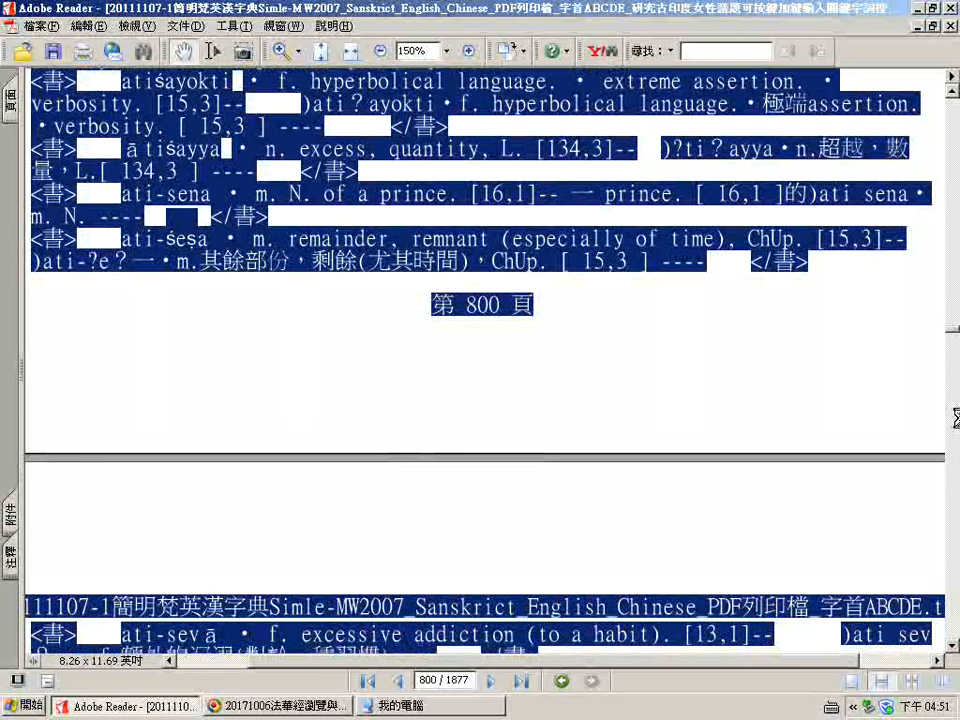 Adobe Reader - [20111107-1簡明梵英漢字典Simle-MW2007_Sanskrict_English_Chinese_PDF列印檔_字首ABCDE_研究古印度女性議題可按
檔案(F) 編輯(E) 檢視(V) 文件(D) 工具(T) 視窗(W) 說明(H)
150% 尋找：
頁面
<書> atiśayokti • f. hyperbolical language. • extreme assertion. •
verbosity. [15,3]-- )ati？ayokti • f. hyperbolical language. • 極端assertion.
• verbosity. [ 15,3 ] ---- </書>
<書> ātiśayya • n. excess, quantity, L. [134,3]-- )?ti？ayya • n.超越，數
量，L.[ 134,3 ] ---- </書>
<書> ati-sena • m. N. of a prince. [16,1]-- 一 prince. [ 16,1 ]的)ati sena •
m. N. ---- </書>
<書> ati-śeṣa • m. remainder, remnant (especially of time), ChUp. [15,3]--
)ati-?e？一 • m.其餘部份，剩餘(尤其時間)，ChUp. [ 15,3 ] ---- </書>
第 800 頁
附件
注釋
111107-1簡明梵英漢字典Simle-MW2007_Sanskrict_English_Chinese_PDF列印檔_字首ABCDE.t
<書> ati-sevā • f. excessive addiction (to a habit). [13,1]-- )ati sev
8.26 x 11.69 英吋
800 / 1877
開始 Adobe Reader - [2011110... 20171006法華經瀏覽與... 我的電腦 下午 04:51